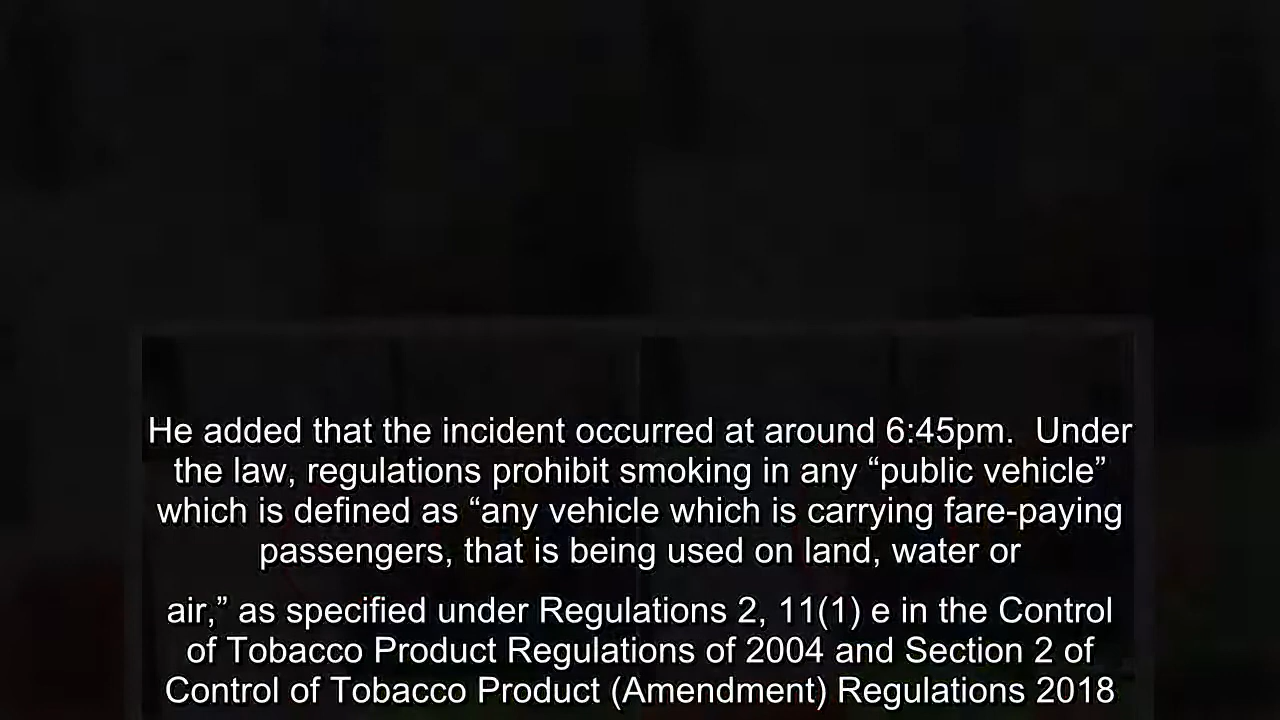 He added that the incident occurred at around 6:45pm.  Under
the law, regulations prohibit smoking in any “public vehicle”
which is defined as “any vehicle which is carrying fare-paying
passengers, that is being used on land, water or
air,” as specified under Regulations 2, 11(1) e in the Control
of Tobacco Product Regulations of 2004 and Section 2 of
Control of Tobacco Product (Amendment) Regulations 2018